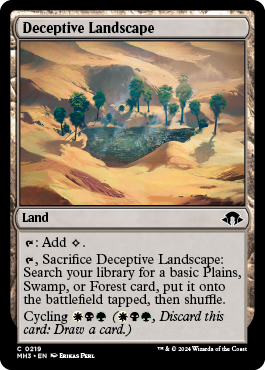 Deceptive Landscape
Land
: Add .
, Sacrifice Deceptive Landscape:
Search your library for a basic Plains,
Swamp, or Forest card, put it onto
the battlefield tapped, then shuffle.
Cycling (, Discard this
card: Draw a card.)
C 0219
MH3 • EN Erikas Perl
™ & © 2024 Wizards of the Coast